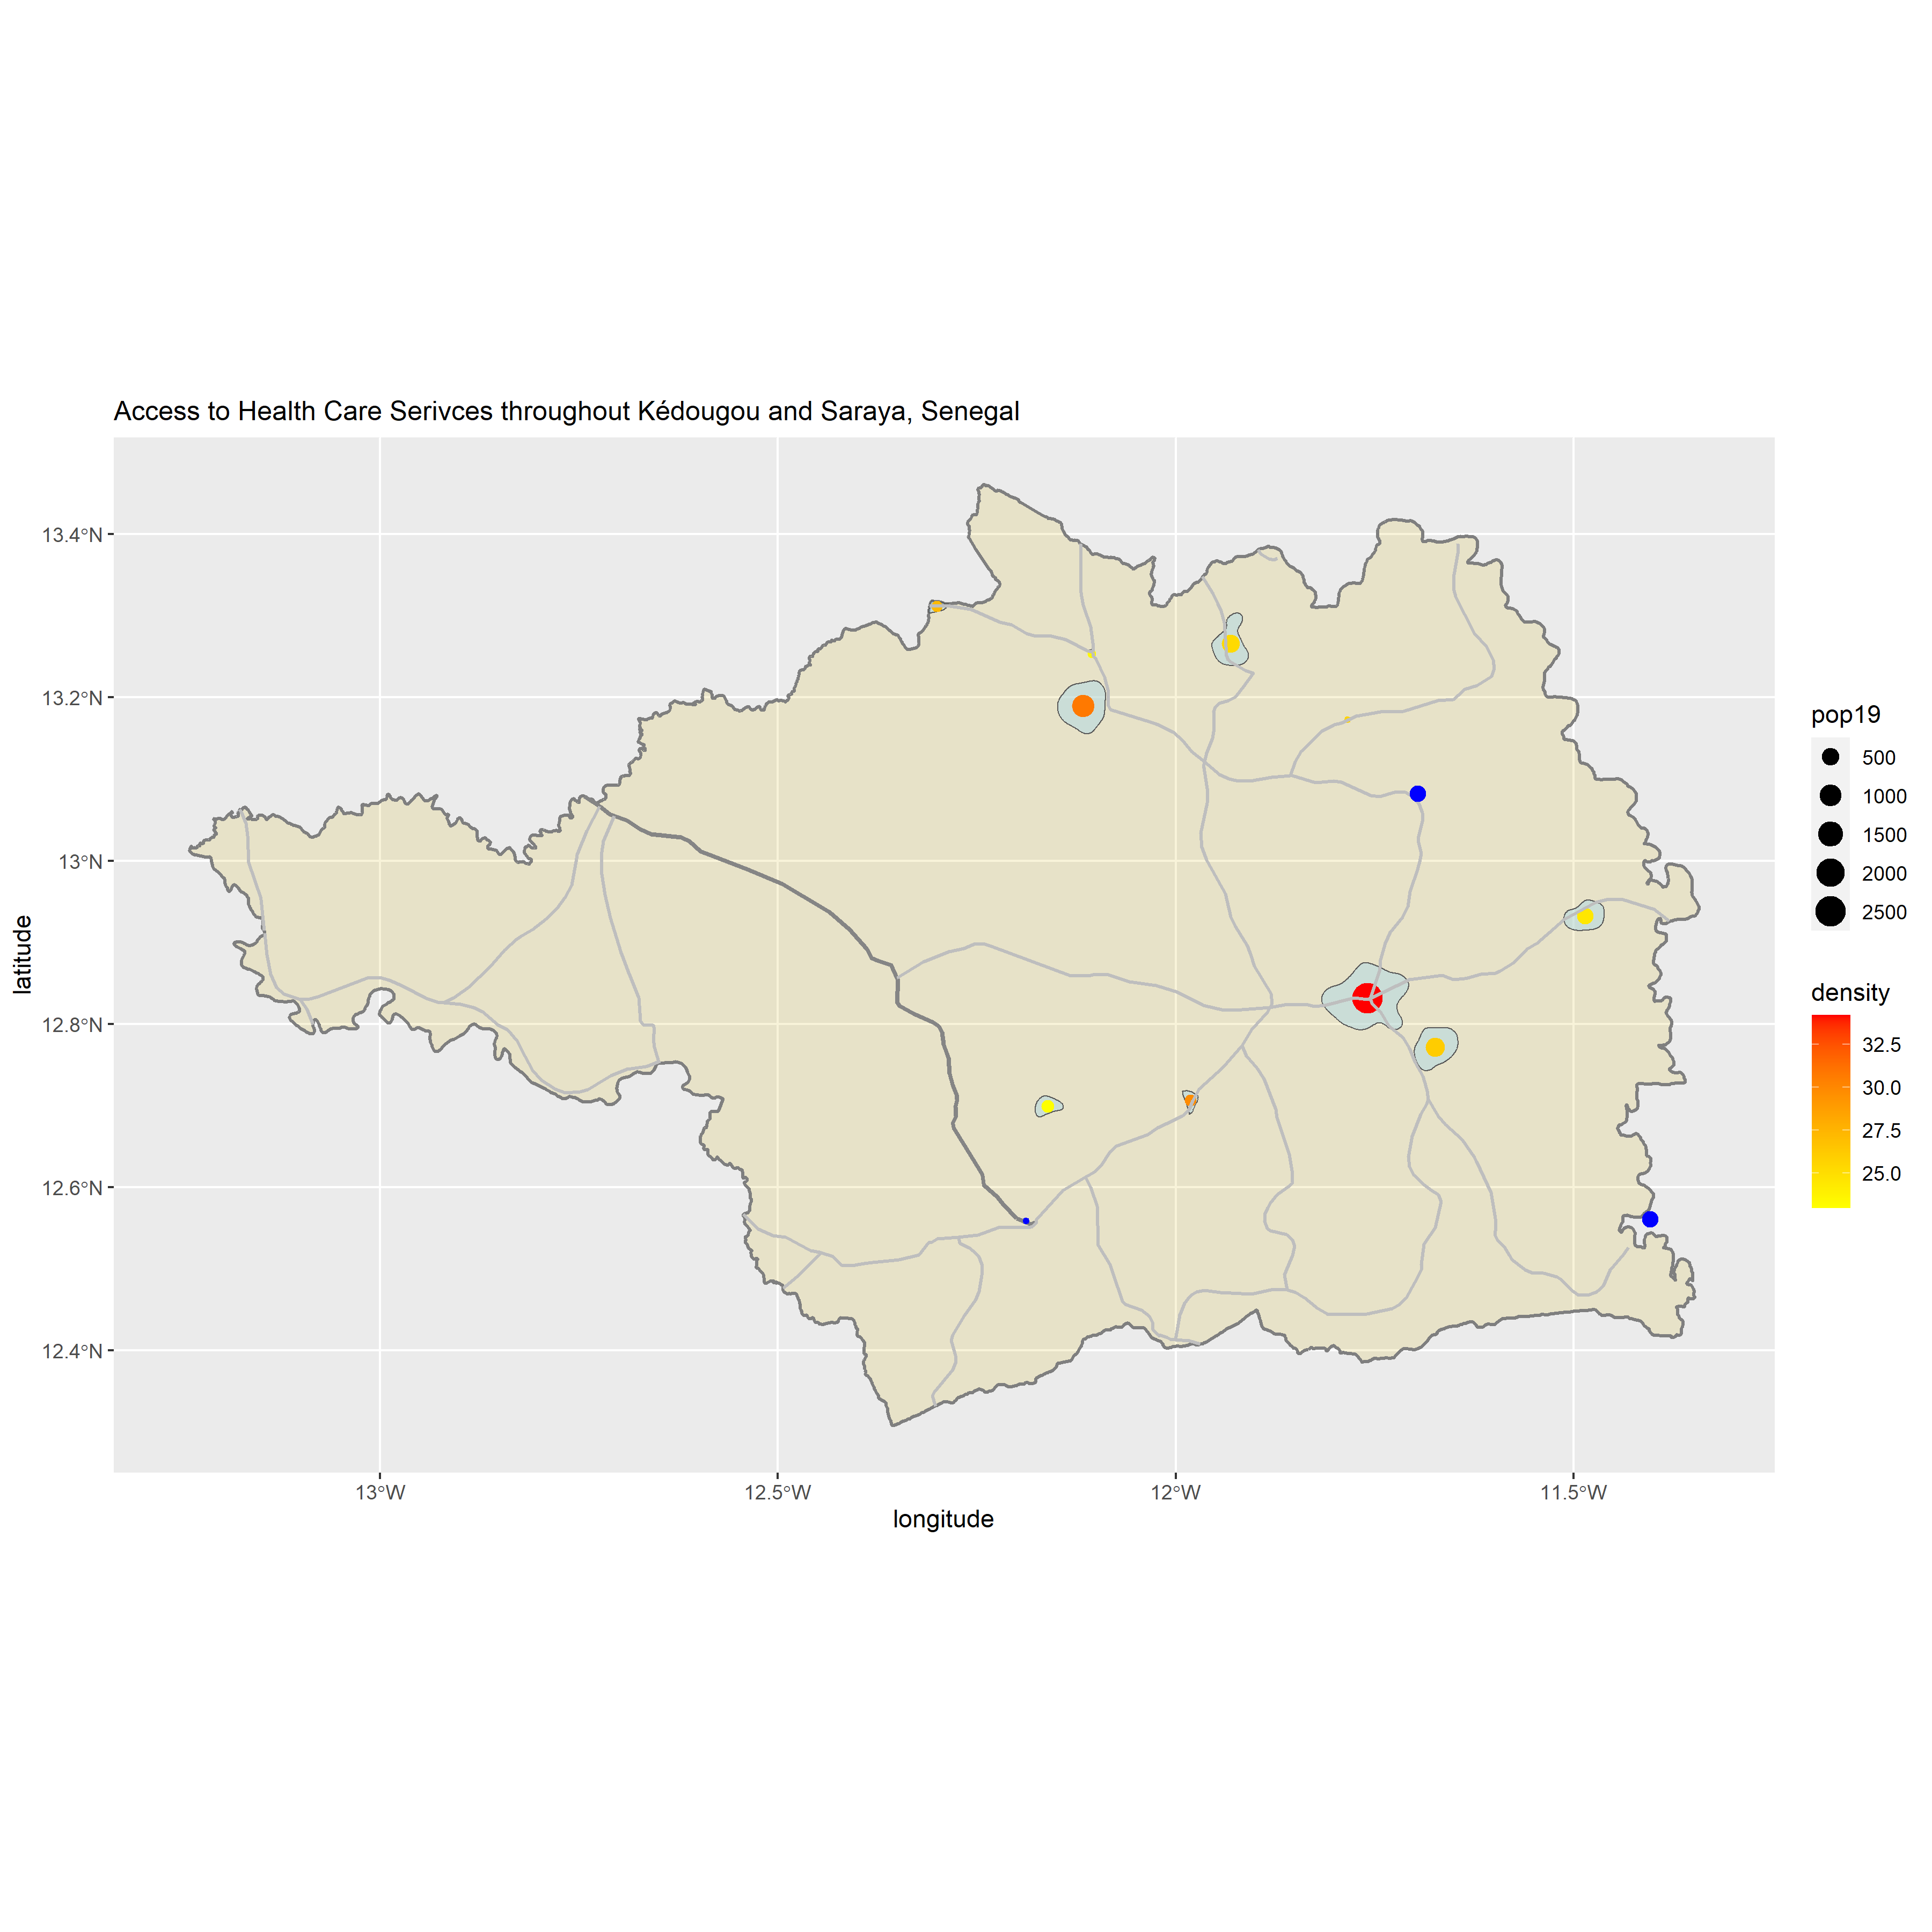 Access to Health Care Serivces throughout Kédougou and Saraya, Senegal
13.4°N
13.2°N
13°N
12.8°N
12.6°N
12.4°N
latitude
13°W
12.5°W
12°W
11.5°W
longitude
pop19
500
1000
1500
2000
2500
density
32.5
30.0
27.5
25.0